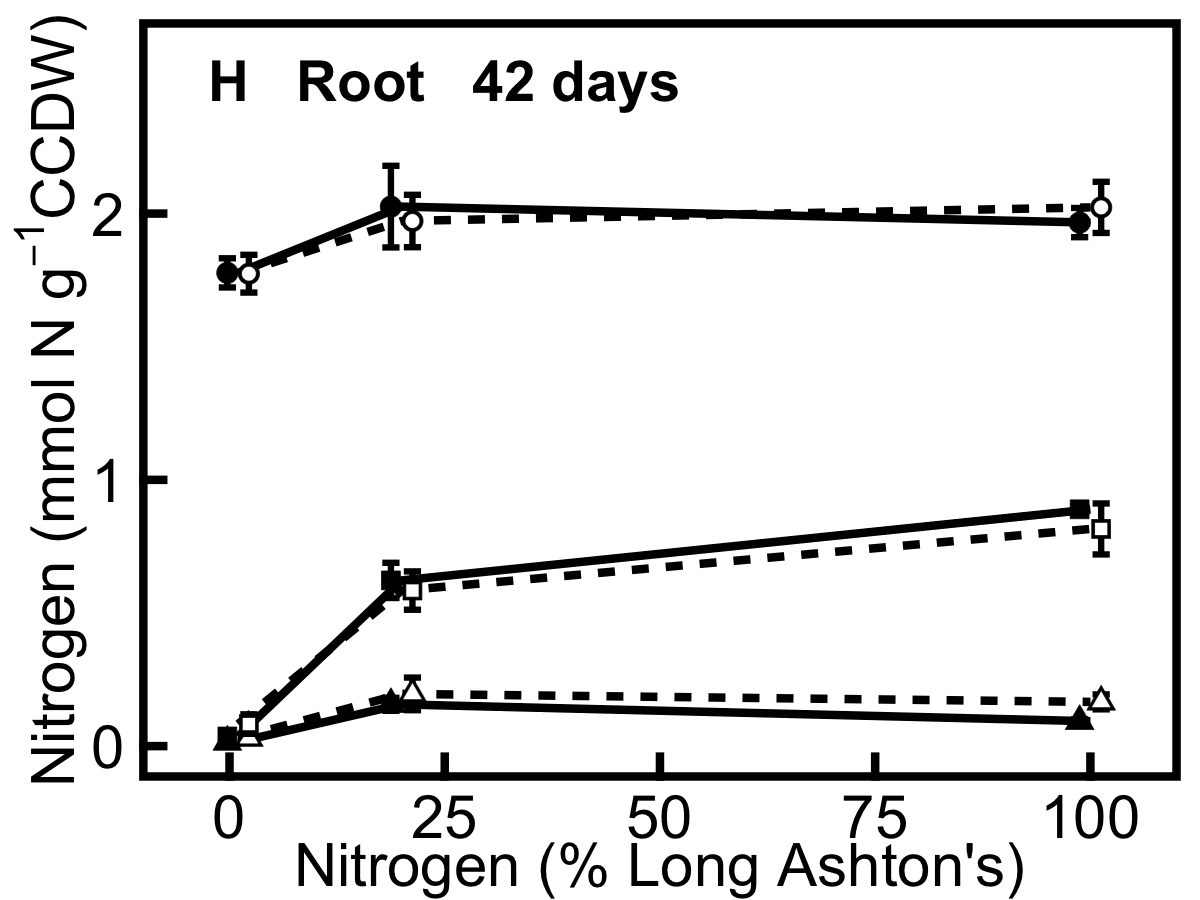 H Root 42 days
Nitrogen (mmol N g⁻¹CCDW)
2
1
0
0 25 50 75 100
Nitrogen (% Long Ashton's)